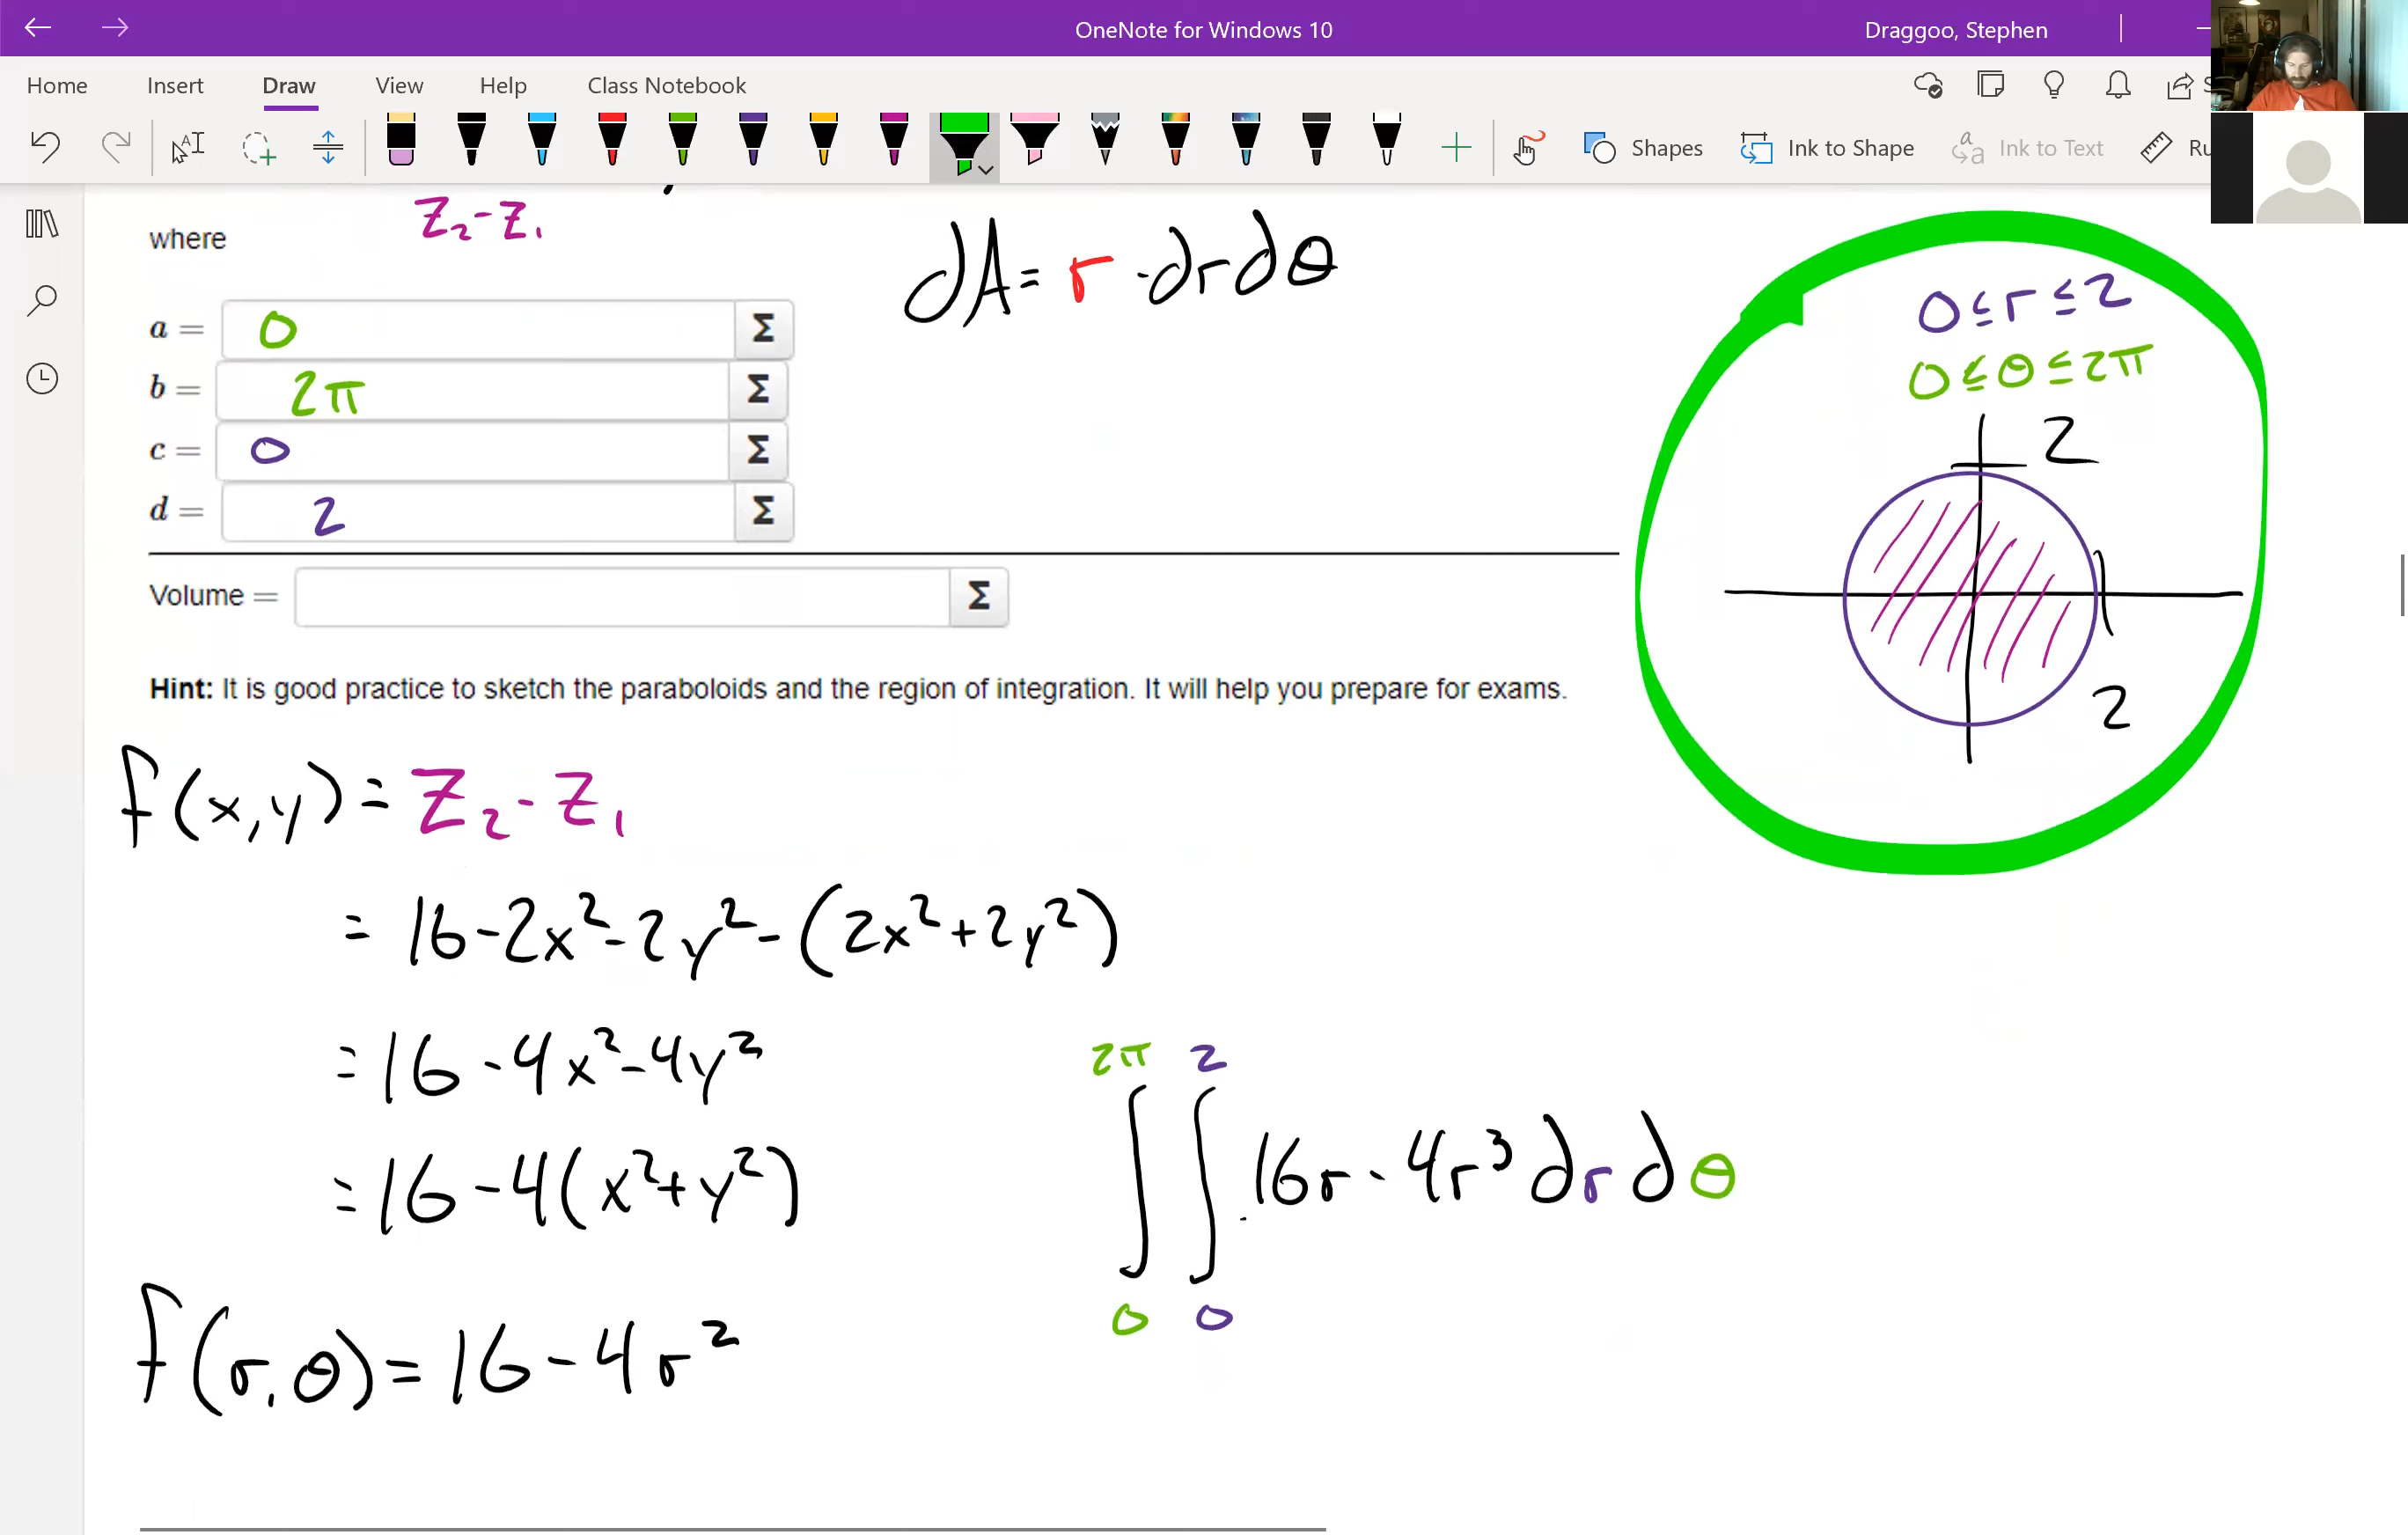 OneNote for Windows 10
Draggoo, Stephen
Home Insert Draw View Help Class Notebook
Shapes Ink to Shape Ink to Text
z₂-z₁
where
dA = r · dr dθ
a = 0 Σ
b = 2π Σ
c = 0 Σ
d = 2 Σ
0 ≤ r ≤ 2
0 ≤ θ ≤ 2π
2
2
Volume = Σ
Hint: It is good practice to sketch the paraboloids and the region of integration. It will help you prepare for exams.
f(x,y) = z₂ - z₁
= 16-2x²-2y²-(2x²+2y²)
= 16-4x²-4y²
= 16-4(x²+y²)
f(r,θ) = 16-4r²
2π 2
∫ ∫ 16r-4r³ dr dθ
0 0